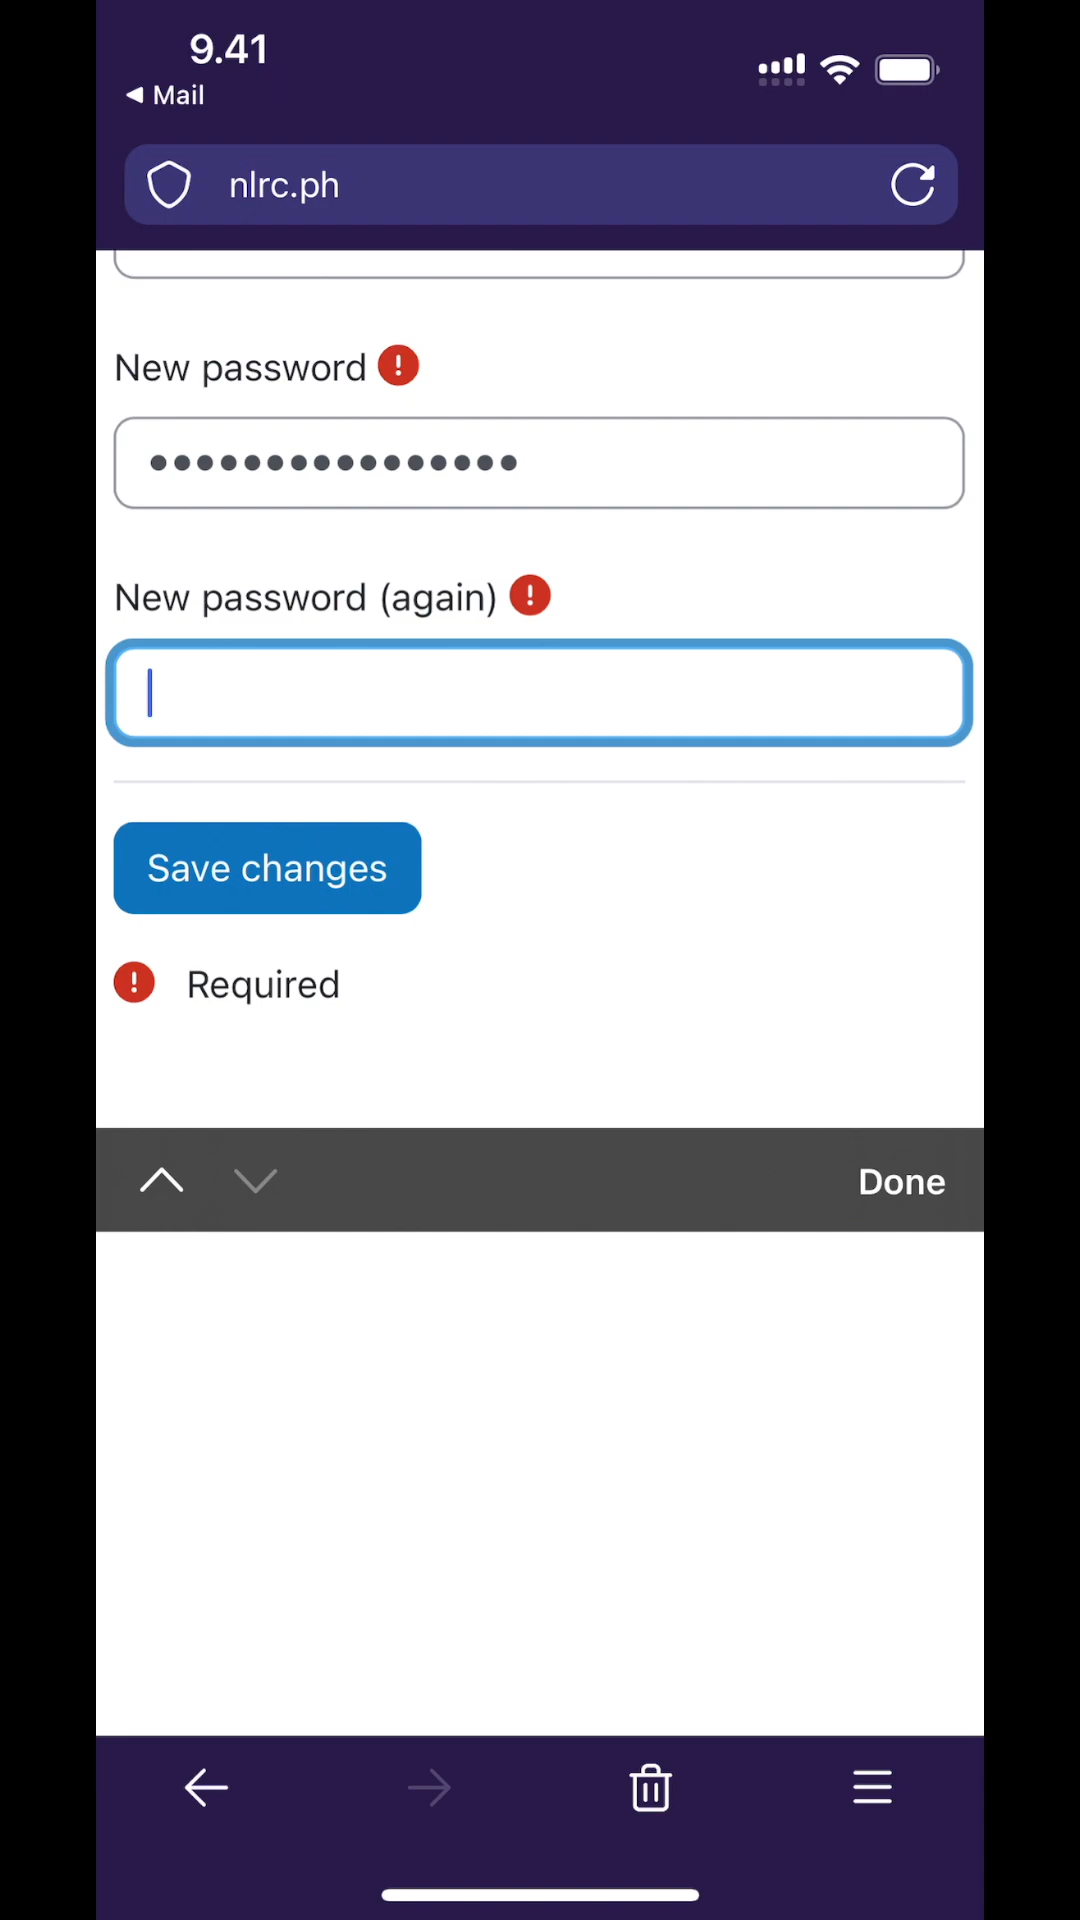 9.41
◀ Mail
nlrc.ph
New password
••••••••••••••••
New password (again)
Save changes
Required
Done